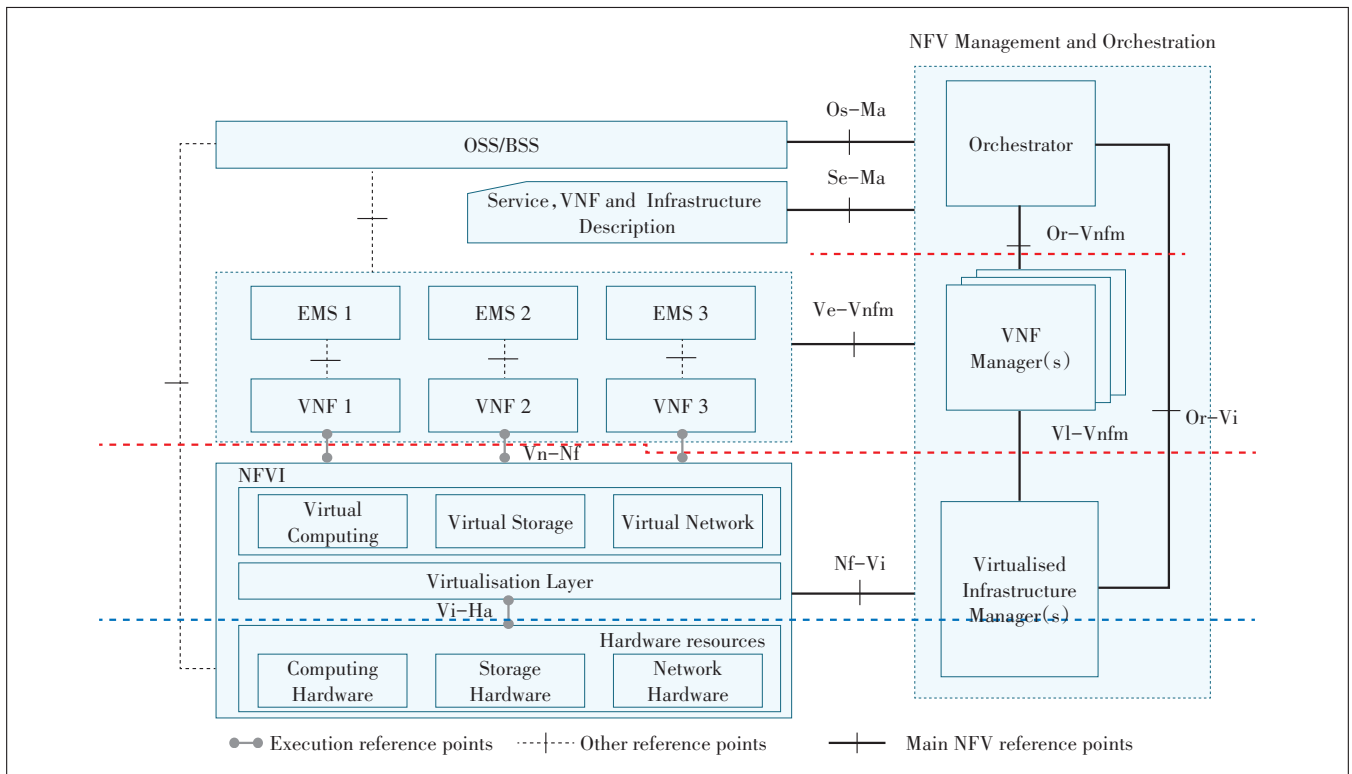 NFV Management and Orchestration
Os-Ma
OSS/BSS
Orchestrator
Se-Ma
Service, VNF and Infrastructure
Description
Or-Vnfm
EMS 1
EMS 2
EMS 3
Ve-Vnfm
VNF
Manager(s)
VNF 1
VNF 2
VNF 3
Or-Vi
Vl-Vnfm
Vn-Nf
NFVI
Virtual
Computing
Virtual Storage
Virtual Network
Nf-Vi
Virtualised
Infrastructure
Manager(s)
Virtualisation Layer
Vi-Ha
Hardware resources
Computing
Hardware
Storage
Hardware
Network
Hardware
Execution reference points
Other reference points
Main NFV reference points